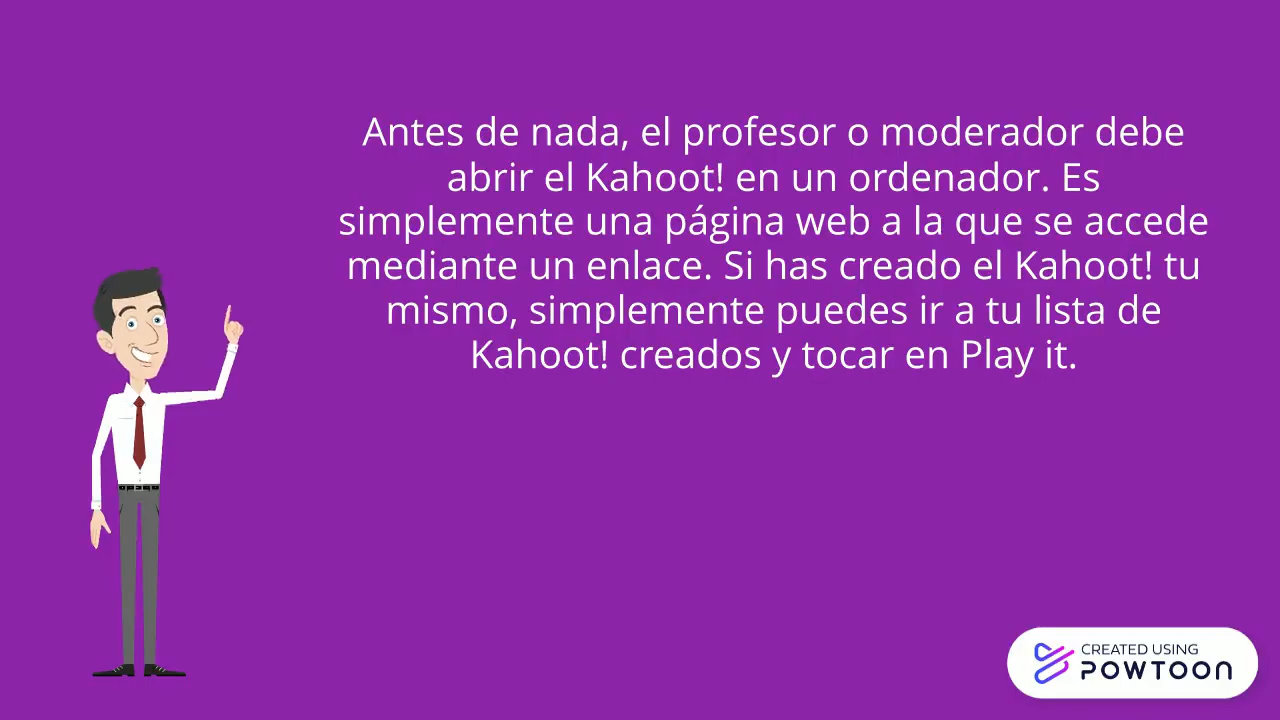 Antes de nada, el profesor o moderador debe
abrir el Kahoot! en un ordenador. Es
simplemente una página web a la que se accede
mediante un enlace. Si has creado el Kahoot! tu
mismo, simplemente puedes ir a tu lista de
Kahoot! creados y tocar en Play it.
CREATED USING
POWTOON